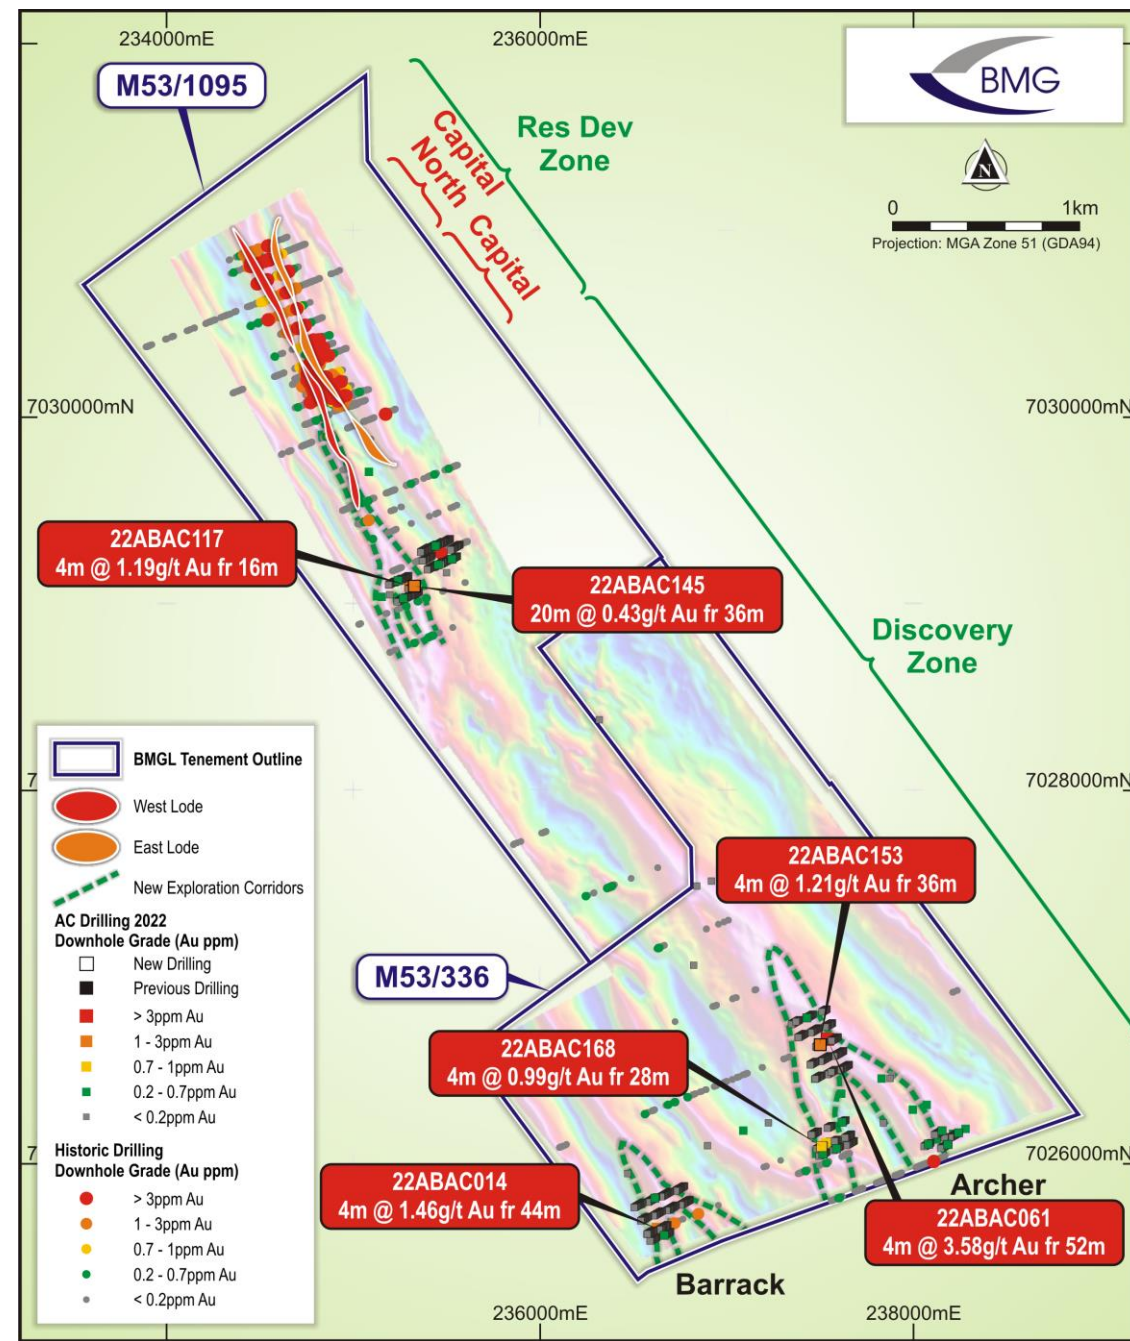 234000mE
236000mE
M53/1095
BMG
Res Dev
Zone
Capital
North
Capital
N
0
1km
Projection: MGA Zone 51 (GDA94)
7030000mN
7030000mN
22ABAC117
4m @ 1.19g/t Au fr 16m
22ABAC145
20m @ 0.43g/t Au fr 36m
Discovery
Zone
BMGL Tenement Outline
West Lode
East Lode
New Exploration Corridors
AC Drilling 2022
Downhole Grade (Au ppm)
New Drilling
Previous Drilling
> 3ppm Au
1 - 3ppm Au
0.7 - 1ppm Au
0.2 - 0.7ppm Au
< 0.2ppm Au
Historic Drilling
Downhole Grade (Au ppm)
> 3ppm Au
1 - 3ppm Au
0.7 - 1ppm Au
0.2 - 0.7ppm Au
< 0.2ppm Au
7
7028000mN
22ABAC153
4m @ 1.21g/t Au fr 36m
M53/336
22ABAC168
4m @ 0.99g/t Au fr 28m
7
7026000mN
22ABAC014
4m @ 1.46g/t Au fr 44m
Archer
22ABAC061
4m @ 3.58g/t Au fr 52m
Barrack
236000mE
238000mE